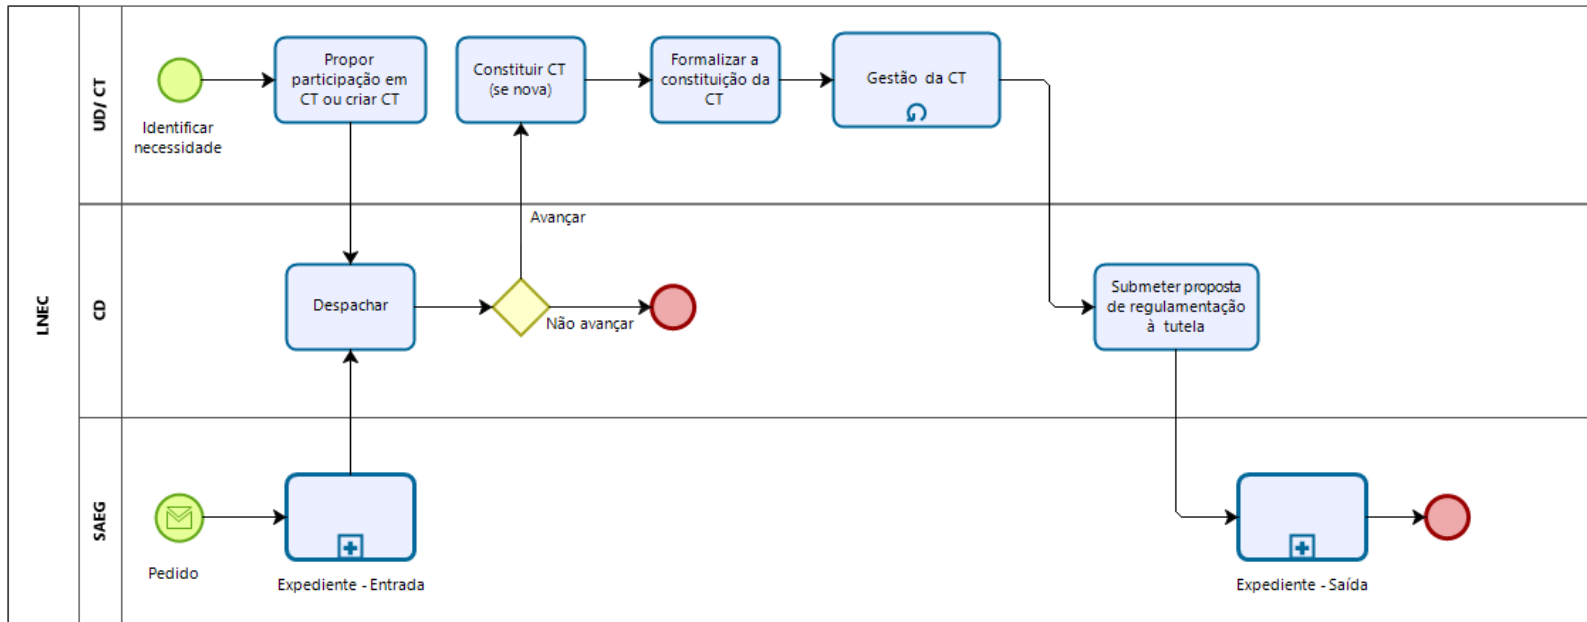 LNEC
UD/ CT
Identificar
necessidade
Propor
participação em
CT ou criar CT
Constituir CT
(se nova)
Formalizar a
constituição da
CT
Gestão da CT
CD
Despachar
Avançar
Não avançar
Submeter proposta
de regulamentação
à tutela
SAEG
Pedido
Expediente - Entrada
Expediente - Saída